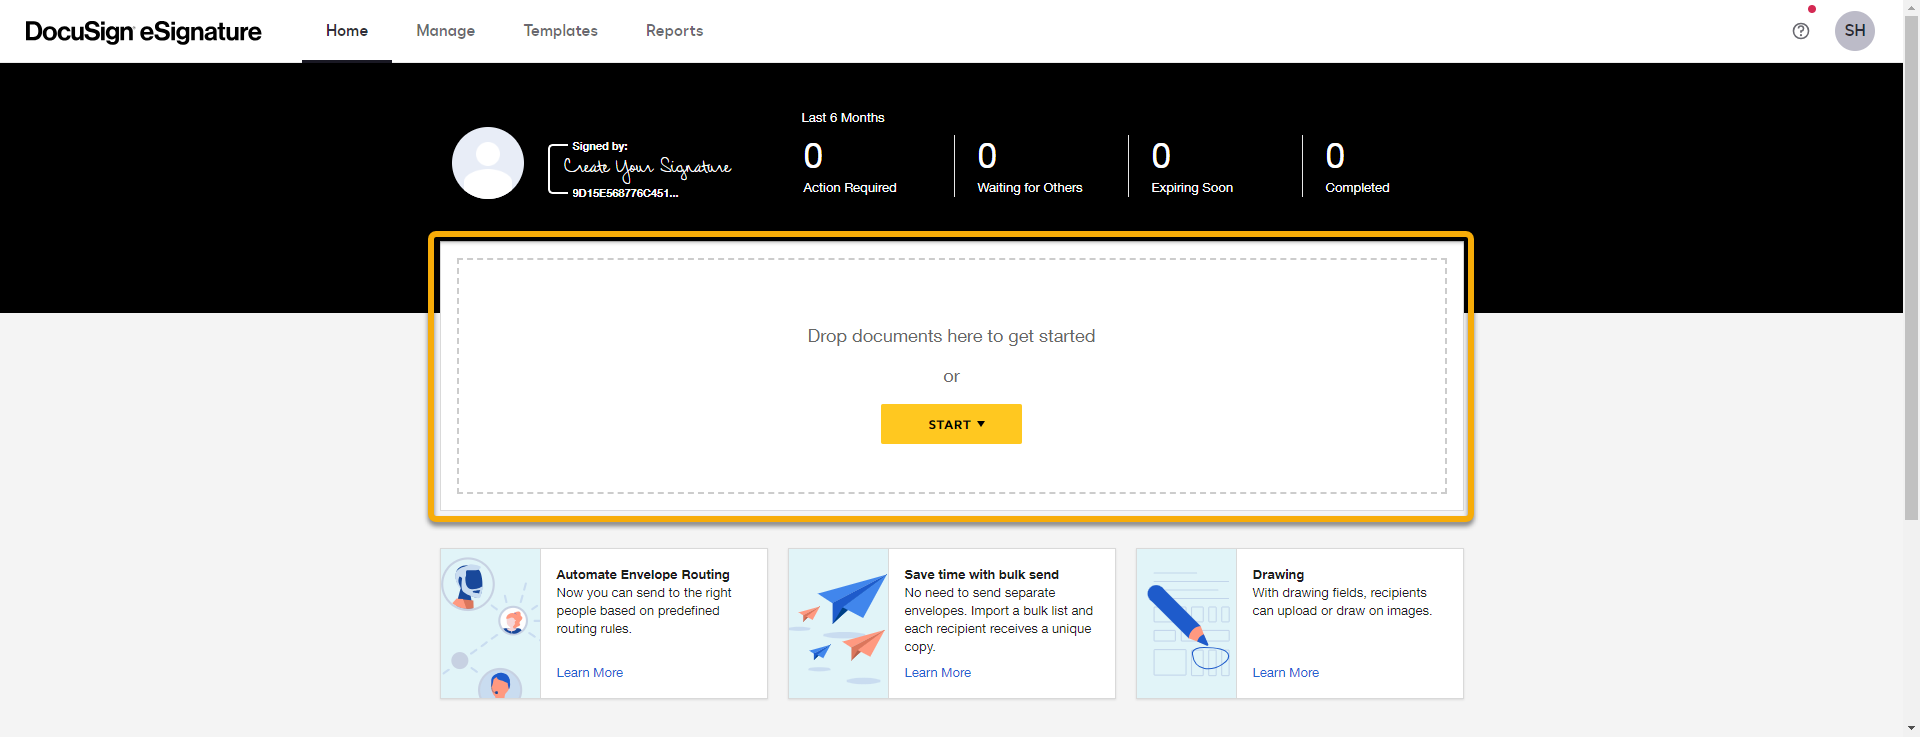 DocuSign eSignature
Home
Manage
Templates
Reports
SH
Signed by:
Create Your Signature
9D15E568776C451...
Last 6 Months
0
Action Required
0
Waiting for Others
0
Expiring Soon
0
Completed
Drop documents here to get started
or
START
Automate Envelope Routing
Now you can send to the right
people based on predefined
routing rules.
Learn More
Save time with bulk send
No need to send separate
envelopes. Import a bulk list and
each recipient receives a unique
copy.
Learn More
Drawing
With drawing fields, recipients
can upload or draw on images.
Learn More